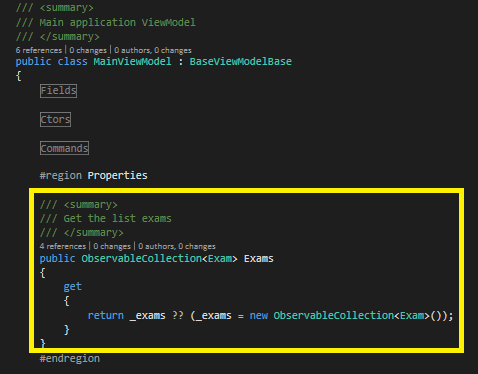 /// <summary>
/// Main application ViewModel
/// </summary>
6 references | 0 changes | 0 authors, 0 changes
public class MainViewModel : BaseViewModelBase
{
Fields
Ctors
Commands
#region Properties
/// <summary>
/// Get the list exams
/// </summary>
4 references | 0 changes | 0 authors, 0 changes
public ObservableCollection<Exam> Exams
{
get
{
return _exams ?? (_exams = new ObservableCollection<Exam>());
}
}
#endregion